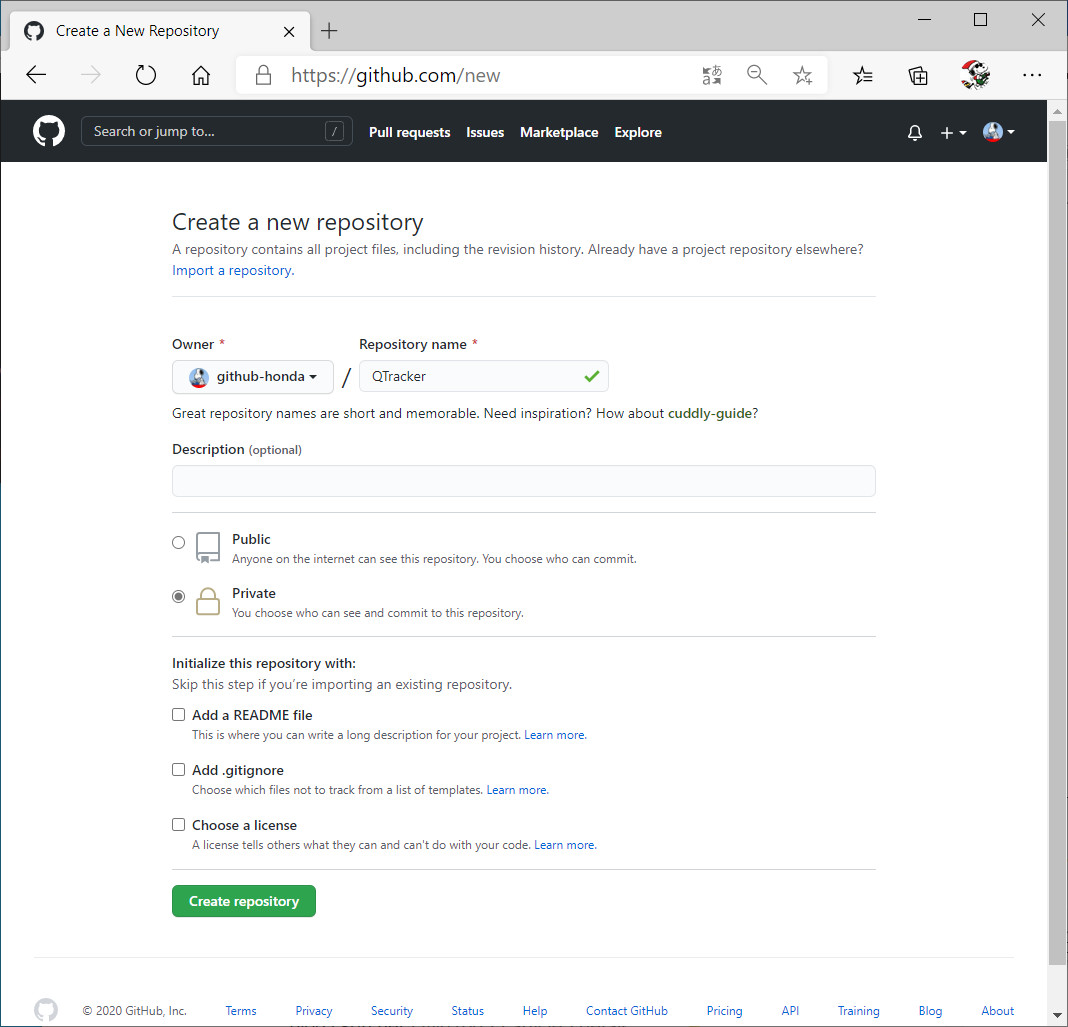 Create a New Repository
https://github.com/new
Search or jump to... /
Pull requests Issues Marketplace Explore
Create a new repository
A repository contains all project files, including the revision history. Already have a project repository elsewhere?
Import a repository.
Owner * Repository name *
github-honda / QTracker
Great repository names are short and memorable. Need inspiration? How about cuddly-guide?
Description (optional)
Public
Anyone on the internet can see this repository. You choose who can commit.
Private
You choose who can see and commit to this repository.
Initialize this repository with:
Skip this step if you're importing an existing repository.
Add a README file
This is where you can write a long description for your project. Learn more.
Add .gitignore
Choose which files not to track from a list of templates. Learn more.
Choose a license
A license tells others what they can and can't do with your code. Learn more.
Create repository
© 2020 GitHub, Inc. Terms Privacy Security Status Help Contact GitHub Pricing API Training Blog About